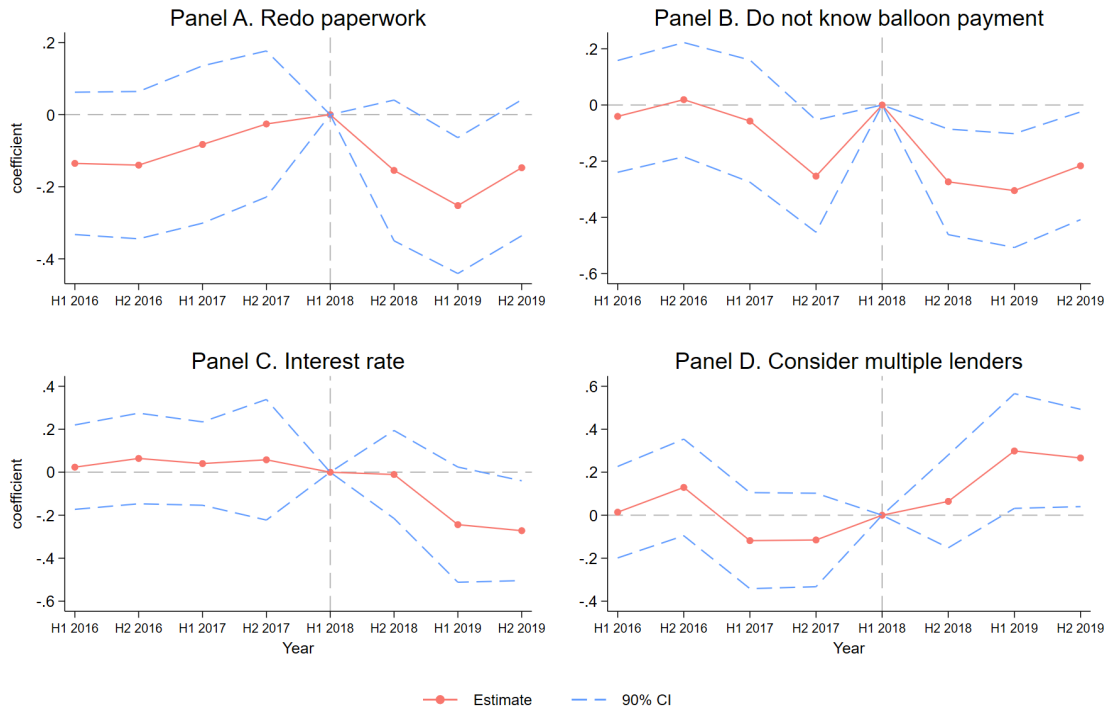 Panel A. Redo paperwork
.2
0
-.2
-.4
coefficient
H1 2016 H2 2016 H1 2017 H2 2017 H1 2018 H2 2018 H1 2019 H2 2019
Panel B. Do not know balloon payment
.2
0
-.2
-.4
-.6
H1 2016 H2 2016 H1 2017 H2 2017 H1 2018 H2 2018 H1 2019 H2 2019
Panel C. Interest rate
.4
.2
0
-.2
-.4
-.6
coefficient
H1 2016 H2 2016 H1 2017 H2 2017 H1 2018 H2 2018 H1 2019 H2 2019
Year
Panel D. Consider multiple lenders
.6
.4
.2
0
-.2
-.4
H1 2016 H2 2016 H1 2017 H2 2017 H1 2018 H2 2018 H1 2019 H2 2019
Year
Estimate 90% CI